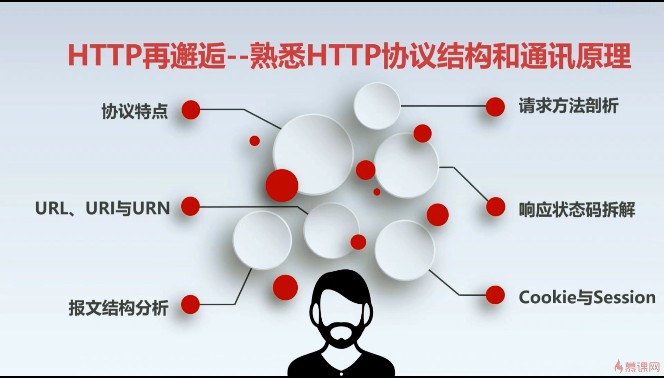 HTTP再邂逅--熟悉HTTP协议结构和通讯原理
协议特点
请求方法剖析
URL、URI与URN
响应状态码拆解
报文结构分析
Cookie与Session
慕课网